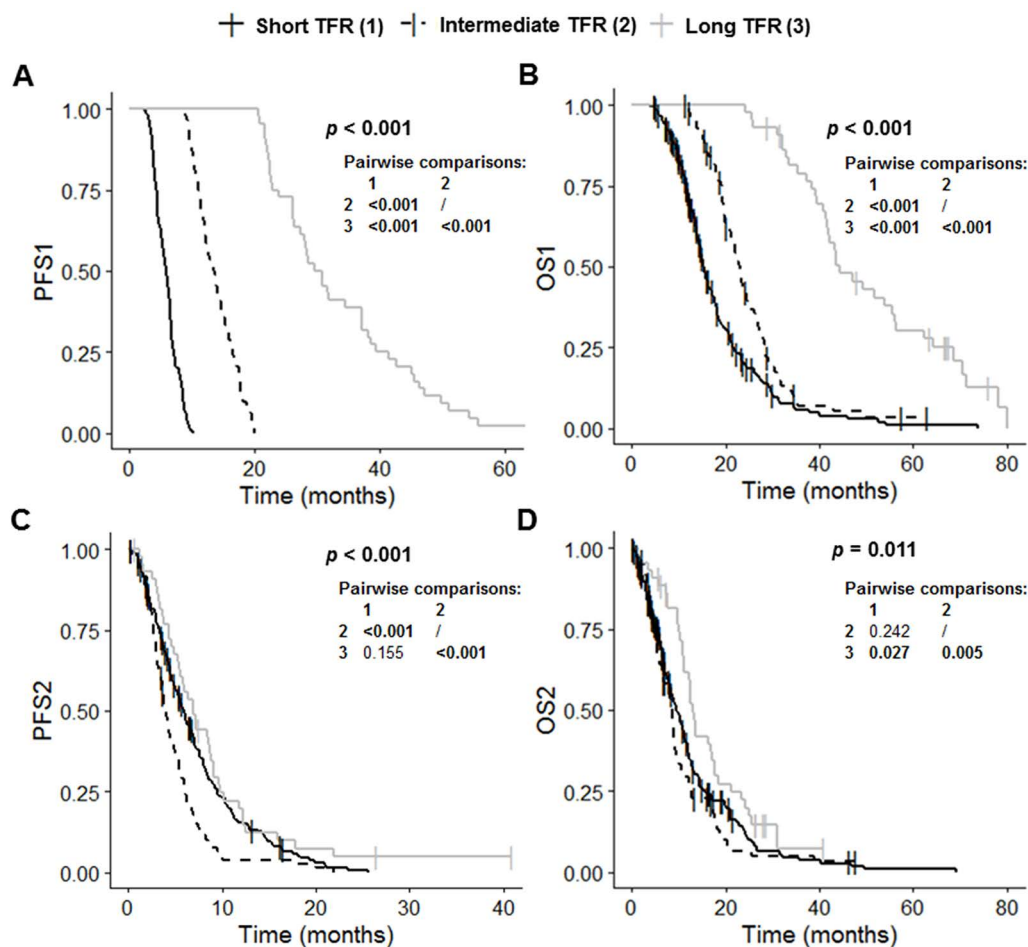 Short TFR (1) Intermediate TFR (2) Long TFR (3)
A
PFS1
1.00
0.75
0.50
0.25
0.00
p < 0.001
Pairwise comparisons:
1 2
2 <0.001 /
3 <0.001 <0.001
0 20 40 60
Time (months)
B
OS1
1.00
0.75
0.50
0.25
0.00
p < 0.001
Pairwise comparisons:
1 2
2 <0.001 /
3 <0.001 <0.001
0 20 40 60 80
Time (months)
C
PFS2
1.00
0.75
0.50
0.25
0.00
p < 0.001
Pairwise comparisons:
1 2
2 <0.001 /
3 0.155 <0.001
0 10 20 30 40
Time (months)
D
OS2
1.00
0.75
0.50
0.25
0.00
p = 0.011
Pairwise comparisons:
1 2
2 0.242 /
3 0.027 0.005
0 20 40 60 80
Time (months)